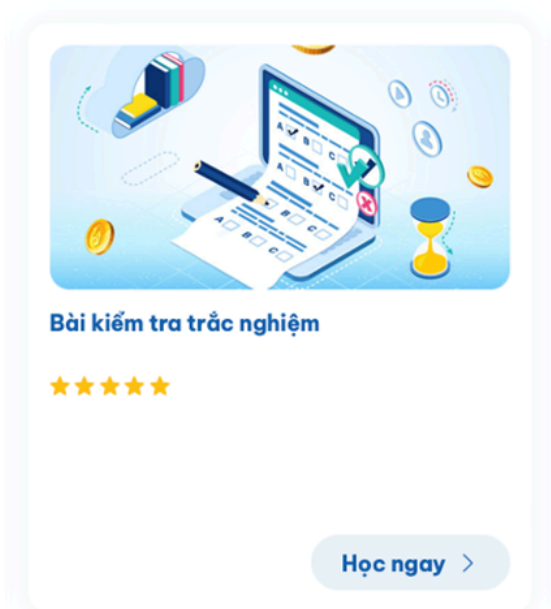 A B C
A B C
A B C
A B C
Bài kiểm tra trắc nghiệm
Học ngay